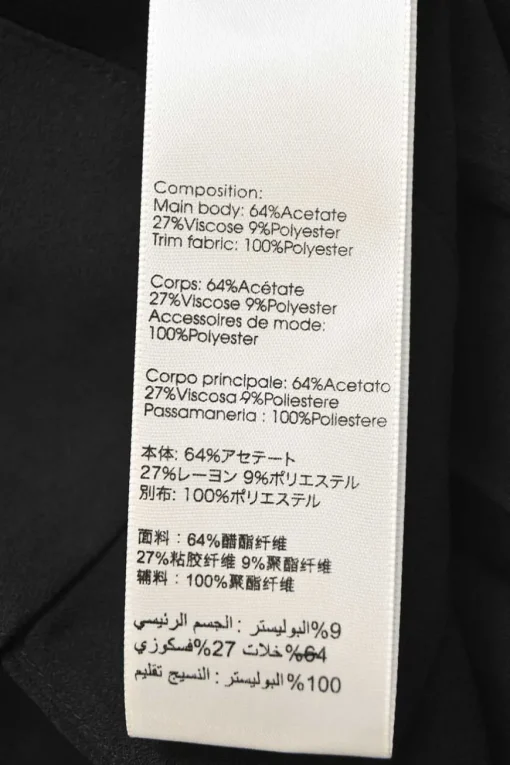 Composition:
Main body: 64%Acetate
27%Viscose 9%Polyester
Trim fabric: 100%Polyester
Corps: 64%Acétate
27%Viscose 9%Polyester
Accessoires de mode:
100%Polyester
Corpo principale: 64%Acetato
27%Viscosa 9%Poliestere
Passamaneria : 100%Poliestere
本体: 64%アセテート
27%レーヨン 9%ポリエステル
別布: 100%ポリエステル
面料：64%醋酯纤维
27%粘胶纤维 9%聚酯纤维
辅料：100%聚酯纤维
9%البوليستر : الجسم الرئيسي
64%خلات 27%فسكوزي
100%البوليستر : النسيج تقليم